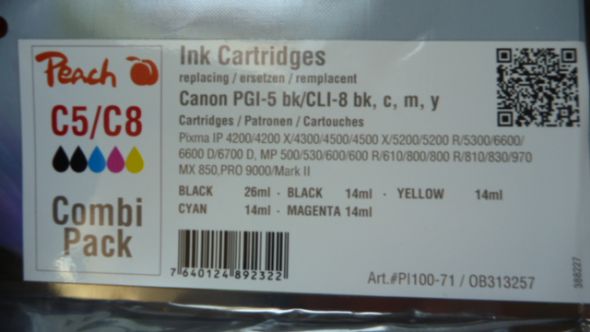 Peach
C5/C8
Combi
Pack
Ink Cartridges
replacing / ersetzen / remplacent
Canon PGI-5 bk/CLI-8 bk, c, m, y
Cartridges / Patronen / Cartouches
Pixma IP 4200/4200 X/4300/4500/4500 X/5200/5200 R/5300/6600/
6600 D/6700 D, MP 500/530/600/600 R/610/800/800 R/810/830/970
MX 850,PRO 9000/Mark II
BLACK 26ml - BLACK 14ml - YELLOW 14ml
CYAN 14ml - MAGENTA 14ml
7 640124 892322
Art.#PI100-71 / OB313257
388227